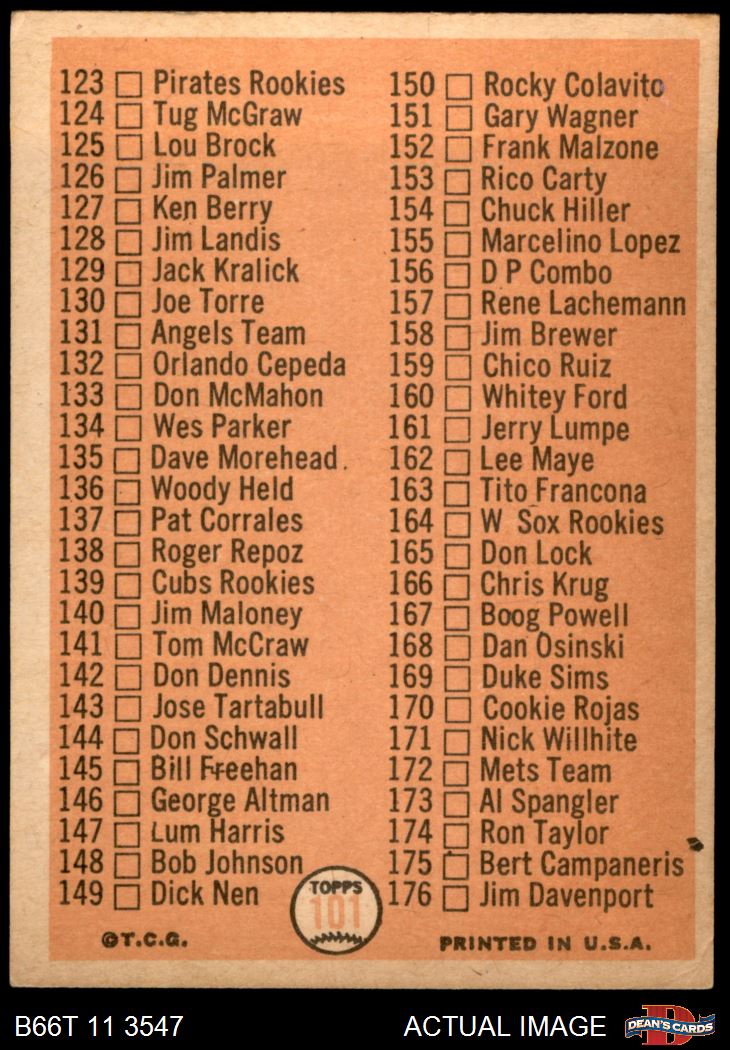 123 Pirates Rookies
124 Tug McGraw
125 Lou Brock
126 Jim Palmer
127 Ken Berry
128 Jim Landis
129 Jack Kralick
130 Joe Torre
131 Angels Team
132 Orlando Cepeda
133 Don McMahon
134 Wes Parker
135 Dave Morehead.
136 Woody Held
137 Pat Corrales
138 Roger Repoz
139 Cubs Rookies
140 Jim Maloney
141 Tom McCraw
142 Don Dennis
143 Jose Tartabull
144 Don Schwall
145 Bill Freehan
146 George Altman
147 Lum Harris
148 Bob Johnson
149 Dick Nen
150 Rocky Colavito
151 Gary Wagner
152 Frank Malzone
153 Rico Carty
154 Chuck Hiller
155 Marcelino Lopez
156 D P Combo
157 Rene Lachemann
158 Jim Brewer
159 Chico Ruiz
160 Whitey Ford
161 Jerry Lumpe
162 Lee Maye
163 Tito Francona
164 W Sox Rookies
165 Don Lock
166 Chris Krug
167 Boog Powell
168 Dan Osinski
169 Duke Sims
170 Cookie Rojas
171 Nick Willhite
172 Mets Team
173 Al Spangler
174 Ron Taylor
175 Bert Campaneris
176 Jim Davenport
TOPPS
101
©T.C.G.
PRINTED IN U.S.A.
B66T 11 3547
ACTUAL IMAGE
D
DEAN'S CARDS